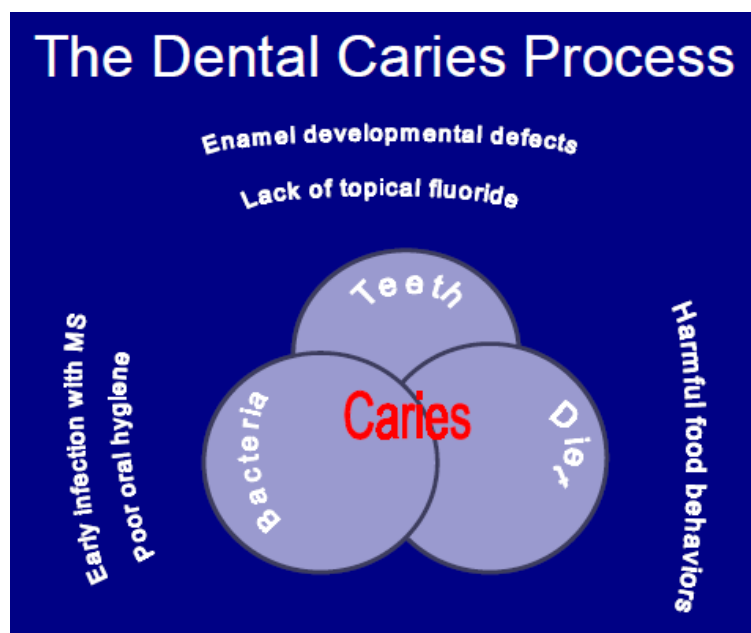 The Dental Caries Process
Enamel developmental defects
Lack of topical fluoride
Teeth
Caries
Bacteria
Diet
Early infection with MS
Poor oral hygiene
Harmful food behaviors